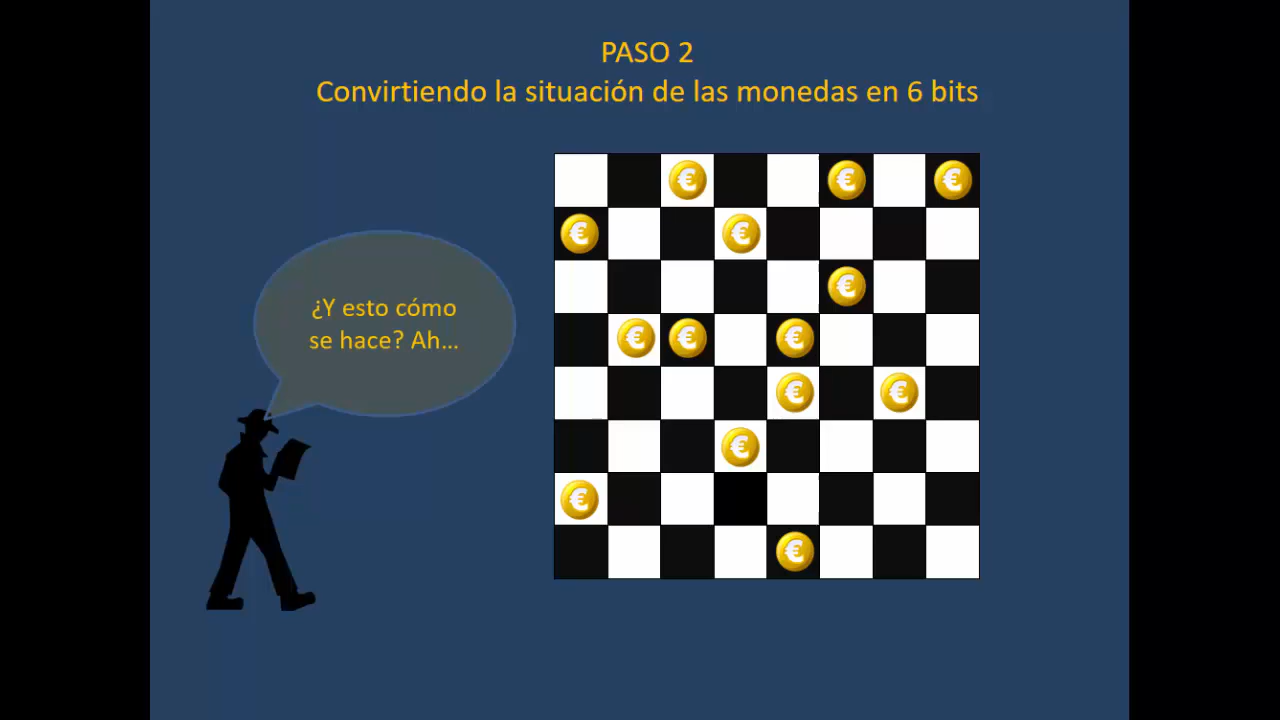 PASO 2
Convirtiendo la situación de las monedas en 6 bits
¿Y esto cómo
se hace? Ah...